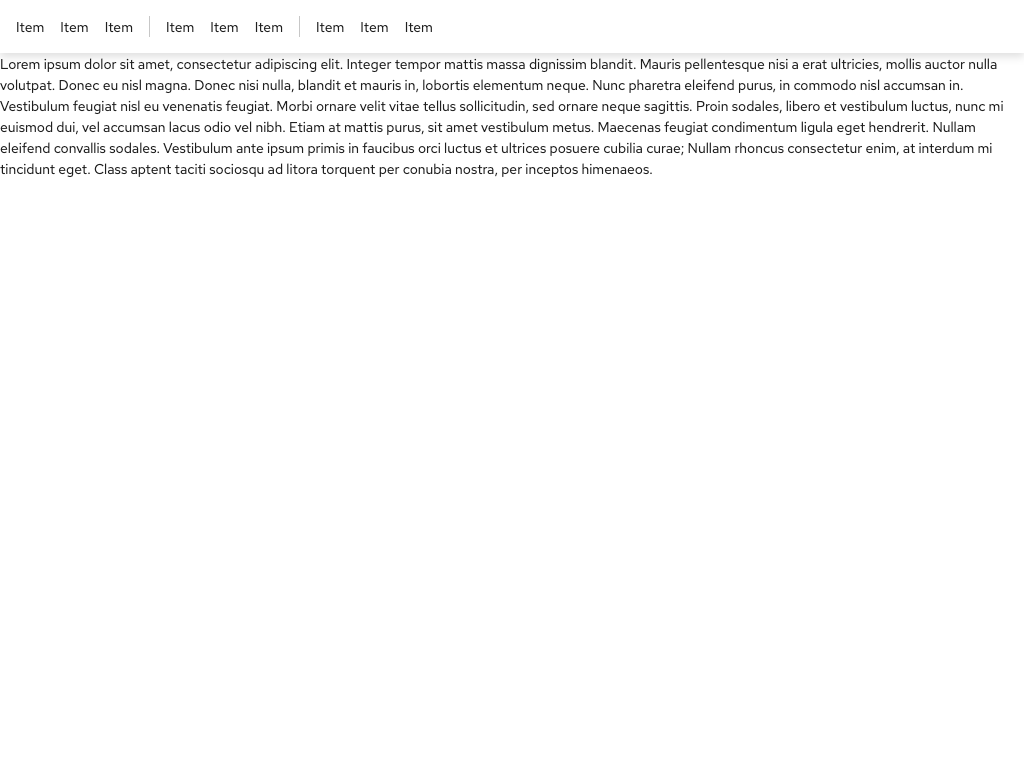 Item Item Item Item Item Item Item Item Item
Lorem ipsum dolor sit amet, consectetur adipiscing elit. Integer tempor mattis massa dignissim blandit. Mauris pellentesque nisi a erat ultricies, mollis auctor nulla
volutpat. Donec eu nisl magna. Donec nisi nulla, blandit et mauris in, lobortis elementum neque. Nunc pharetra eleifend purus, in commodo nisl accumsan in.
Vestibulum feugiat nisl eu venenatis feugiat. Morbi ornare velit vitae tellus sollicitudin, sed ornare neque sagittis. Proin sodales, libero et vestibulum luctus, nunc mi
euismod dui, vel accumsan lacus odio vel nibh. Etiam at mattis purus, sit amet vestibulum metus. Maecenas feugiat condimentum ligula eget hendrerit. Nullam
eleifend convallis sodales. Vestibulum ante ipsum primis in faucibus orci luctus et ultrices posuere cubilia curae; Nullam rhoncus consectetur enim, at interdum mi
tincidunt eget. Class aptent taciti sociosqu ad litora torquent per conubia nostra, per inceptos himenaeos.